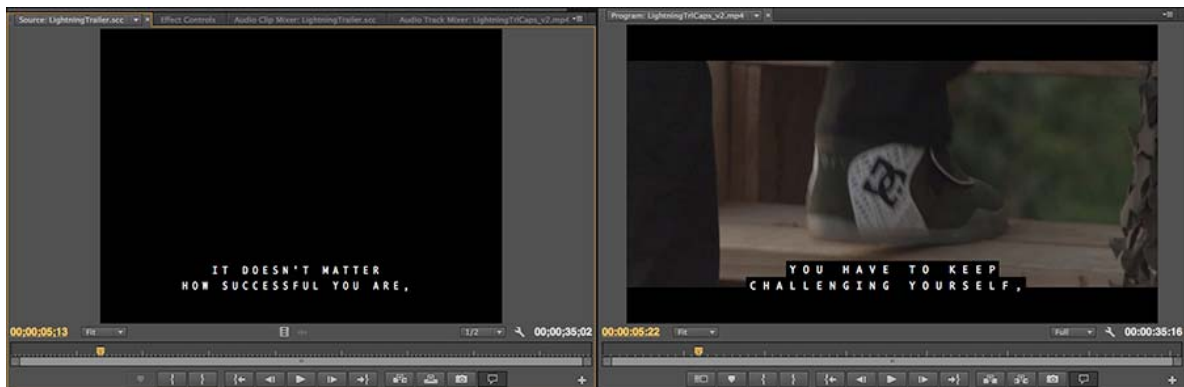 Source: LightningTrailer.scc
Effect Controls
Audio Clip Mixer: LightningTrailer.scc
Audio Track Mixer: LightningTrlCaps_v2.mp4
IT DOESN'T MATTER
HOW SUCCESSFUL YOU ARE,
00;00;05;13
Fit
1/2
00;00;35;02
Program: LightningTrlCaps_v2.mp4
YOU HAVE TO KEEP
CHALLENGING YOURSELF,
00:00:05:22
Fit
Full
00:00:35:16